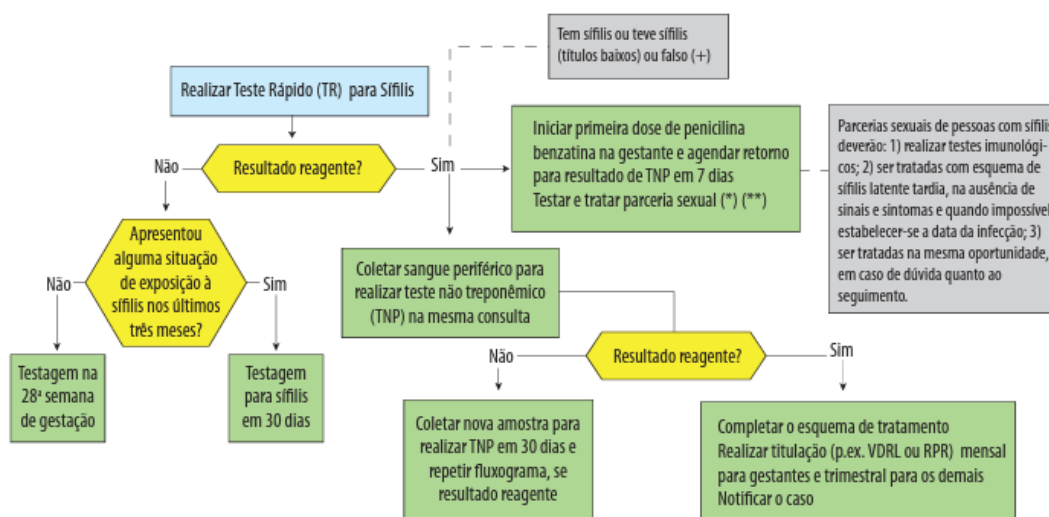 Tem sífilis ou teve sífilis
(títulos baixos) ou falso (+)
Realizar Teste Rápido (TR) para Sífilis
Não
Resultado reagente?
Sim
Iniciar primeira dose de penicilina
benzatina na gestante e agendar retorno
para resultado de TNP em 7 dias
Testar e tratar parceria sexual (*) (**)
Parcerias sexuais de pessoas com sífilis
deverão: 1) realizar testes imunológi-
cos; 2) ser tratadas com esquema de
sífilis latente tardia, na ausência de
sinais e sintomas e quando impossível
estabelecer-se a data da infecção; 3)
ser tratadas na mesma oportunidade,
em caso de dúvida quanto ao
seguimento.
Apresentou
alguma situação
de exposição à
sífilis nos últimos
três meses?
Não
Sim
Testagem na
28ª semana
de gestação
Testagem
para sífilis
em 30 dias
Coletar sangue periférico para
realizar teste não treponêmico
(TNP) na mesma consulta
Não
Resultado reagente?
Sim
Coletar nova amostra para
realizar TNP em 30 dias e
repetir fluxograma, se
resultado reagente
Completar o esquema de tratamento
Realizar titulação (p.ex. VDRL ou RPR) mensal
para gestantes e trimestral para os demais
Notificar o caso